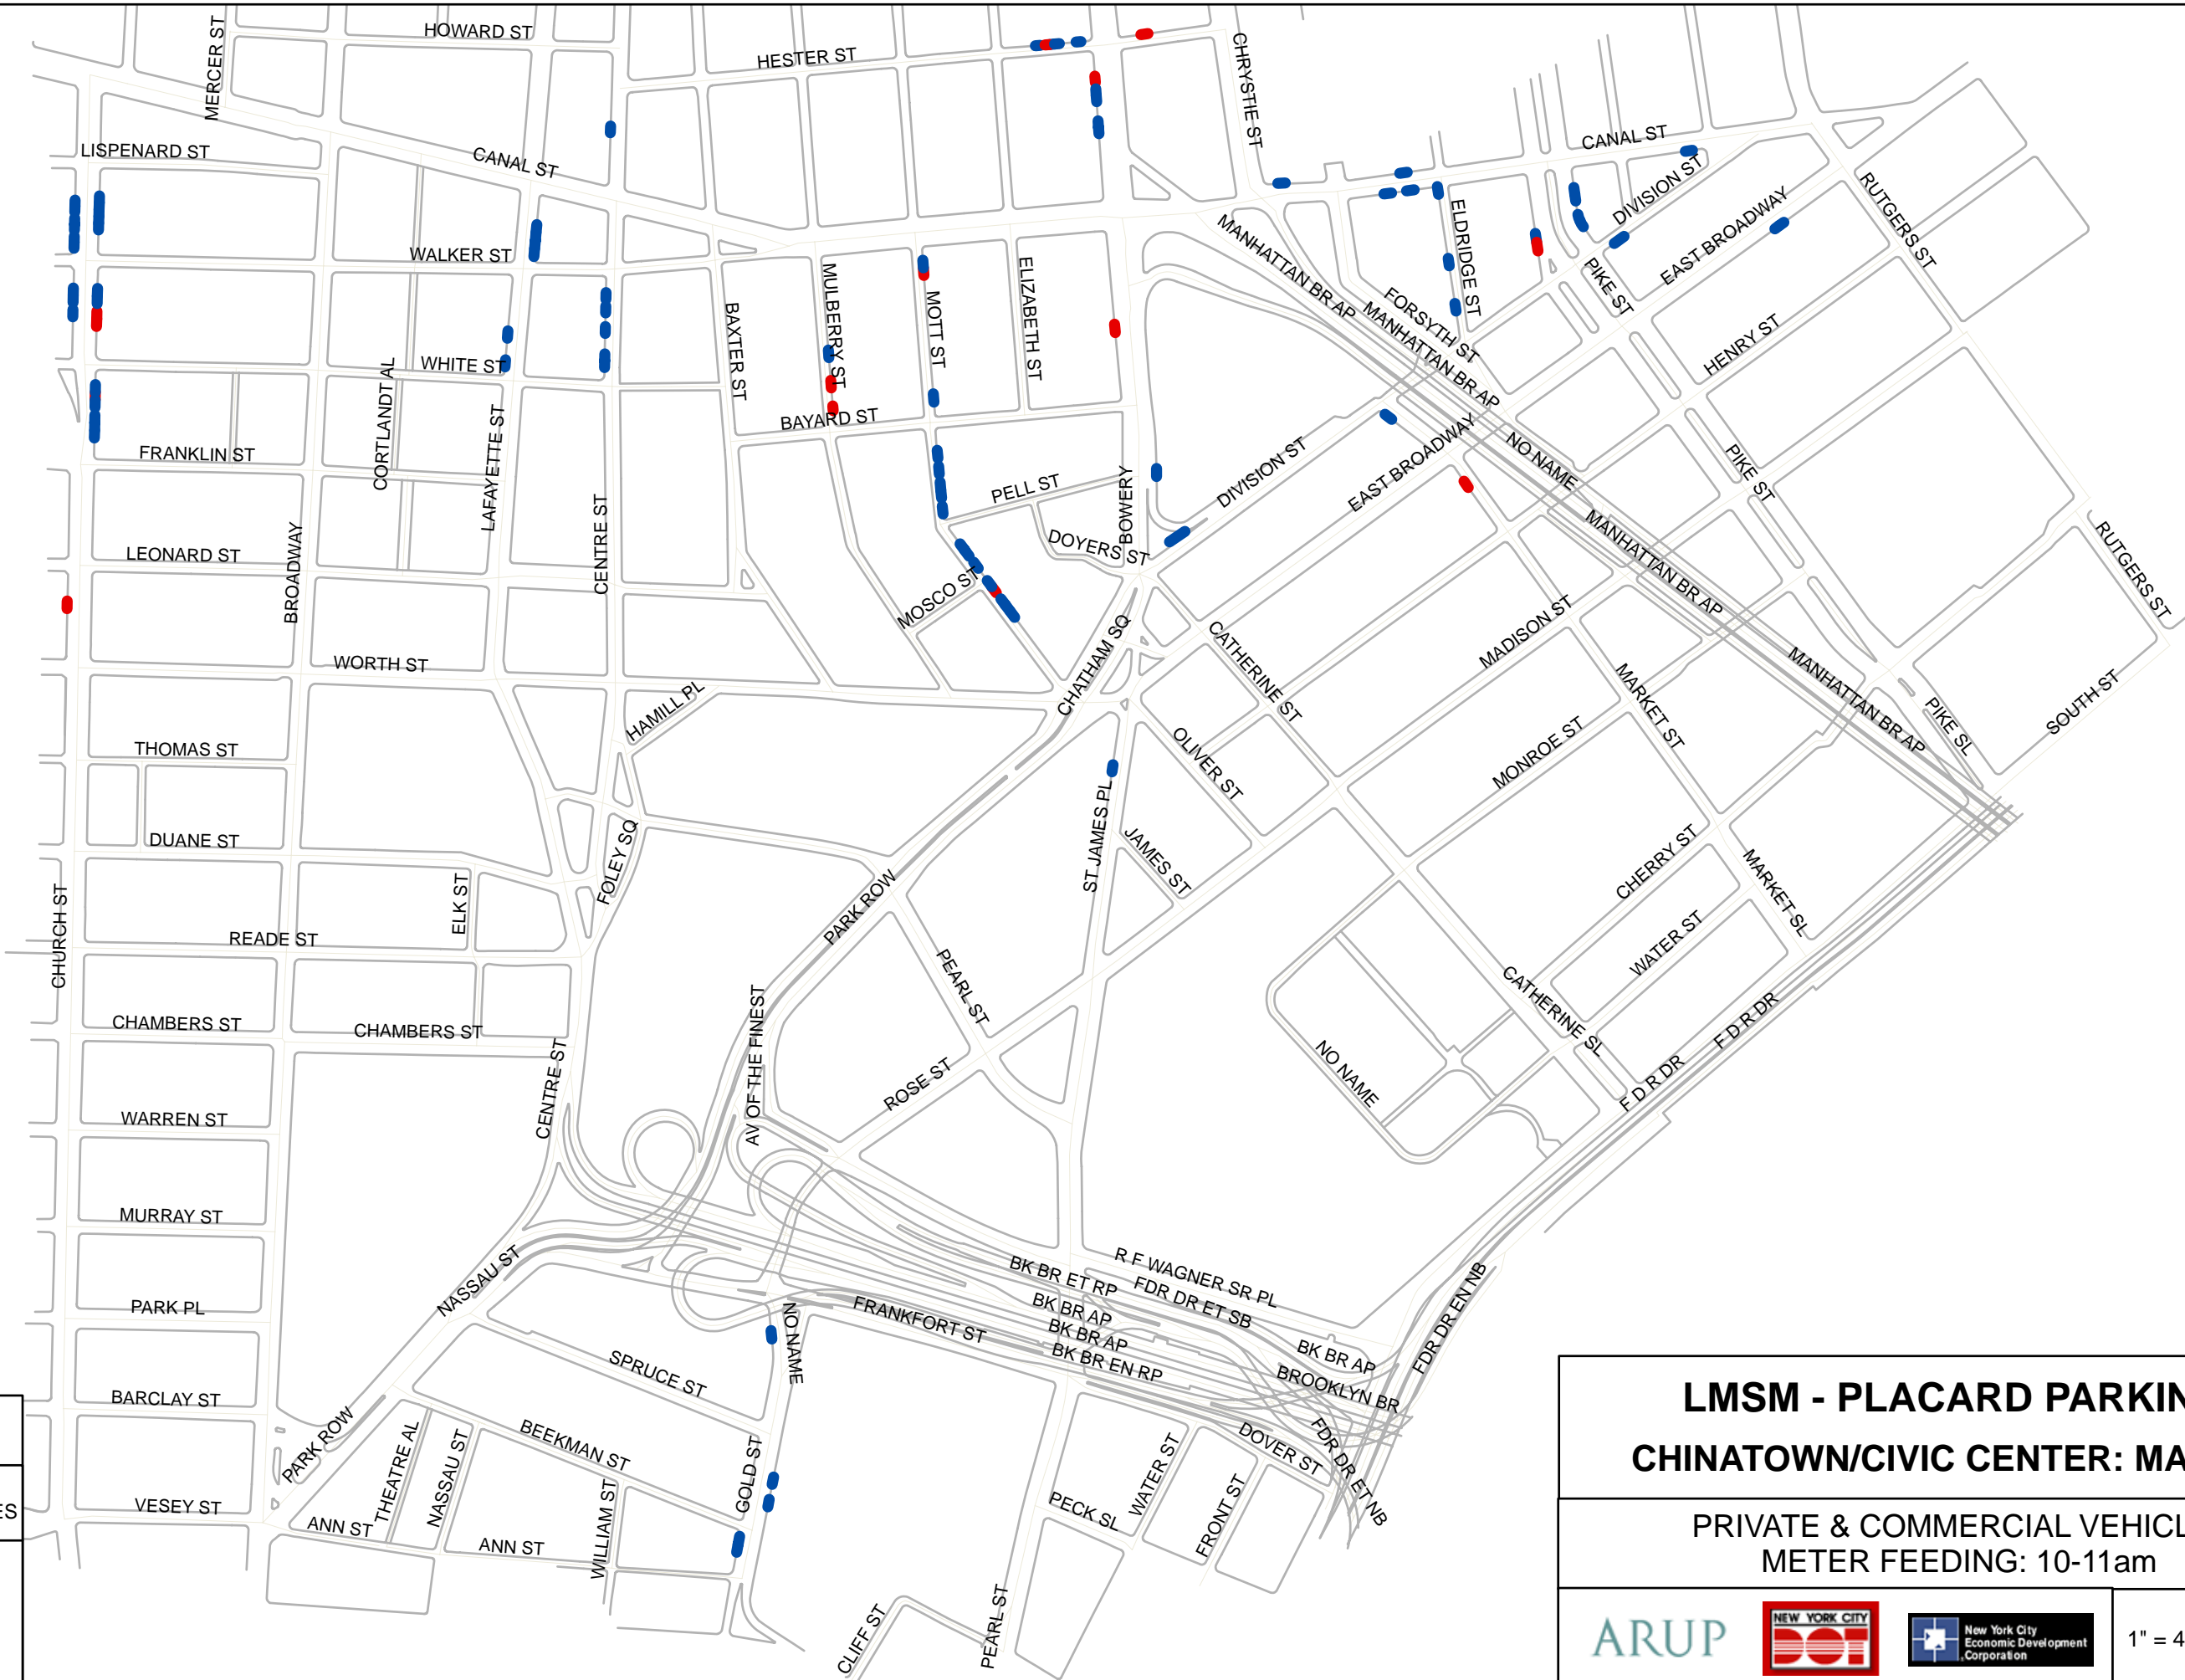 MERCER ST
HOWARD ST
HESTER ST
CHRYSTIE ST
LISPENARD ST
CANAL ST
CANAL ST
DIVISION ST
RUTGERS ST
WALKER ST
MULBERRY ST
MOTT ST
ELIZABETH ST
MANHATTAN BR AP
ELDRIDGE ST
PIKE ST
EAST BROADWAY
BAXTER ST
FORSYTH ST
MANHATTAN BR AP
MANHATTAN BR AP
HENRY ST
WHITE ST
CORTLANDT AL
BAYARD ST
LAFAYETTE ST
FRANKLIN ST
PELL ST
BOWERY
DIVISION ST
EAST BROADWAY
NO NAME
PIKE ST
CENTRE ST
BROADWAY
LEONARD ST
DOYERS ST
MANHATTAN BR AP
RUTGERS ST
MOSCO ST
WORTH ST
CHATHAM SQ
CATHERINE ST
MADISON ST
MARKET ST
MANHATTAN BR AP
PIKE SL
SOUTH ST
HAMILL PL
THOMAS ST
OLIVER ST
MONROE ST
DUANE ST
FOLEY SQ
ST JAMES PL
JAMES ST
CHERRY ST
MARKET SL
CHURCH ST
ELK ST
READE ST
PARK ROW
PEARL ST
WATER ST
CATHERINE SL
F D R DR
CHAMBERS ST
CHAMBERS ST
AV OF THE FINEST
CENTRE ST
ROSE ST
NO NAME
F D R DR
WARREN ST
MURRAY ST
NASSAU ST
PARK PL
R F WAGNER SR PL
BK BR ET RP
FDR DR ET SB
BK BR AP
BK BR AP
BK BR EN RP
BK BR AP
BROOKLYN BR
FDR DR EN NB
NO NAME
FRANKFORT ST
SPRUCE ST
BARCLAY ST
PARK ROW
THEATRE AL
NASSAU ST
BEEKMAN ST
GOLD ST
WILLIAM ST
DOVER ST
FDR DR ET NB
WATER ST
FRONT ST
PECK SL
VESEY ST
ANN ST
ANN ST
CLIFF ST
PEARL ST
ES
LMSM - PLACARD PARKIN
CHINATOWN/CIVIC CENTER: MA
PRIVATE & COMMERCIAL VEHICL
METER FEEDING: 10-11am
ARUP
NEW YORK CITY
DOT
New York City
Economic Development
Corporation
1" = 4